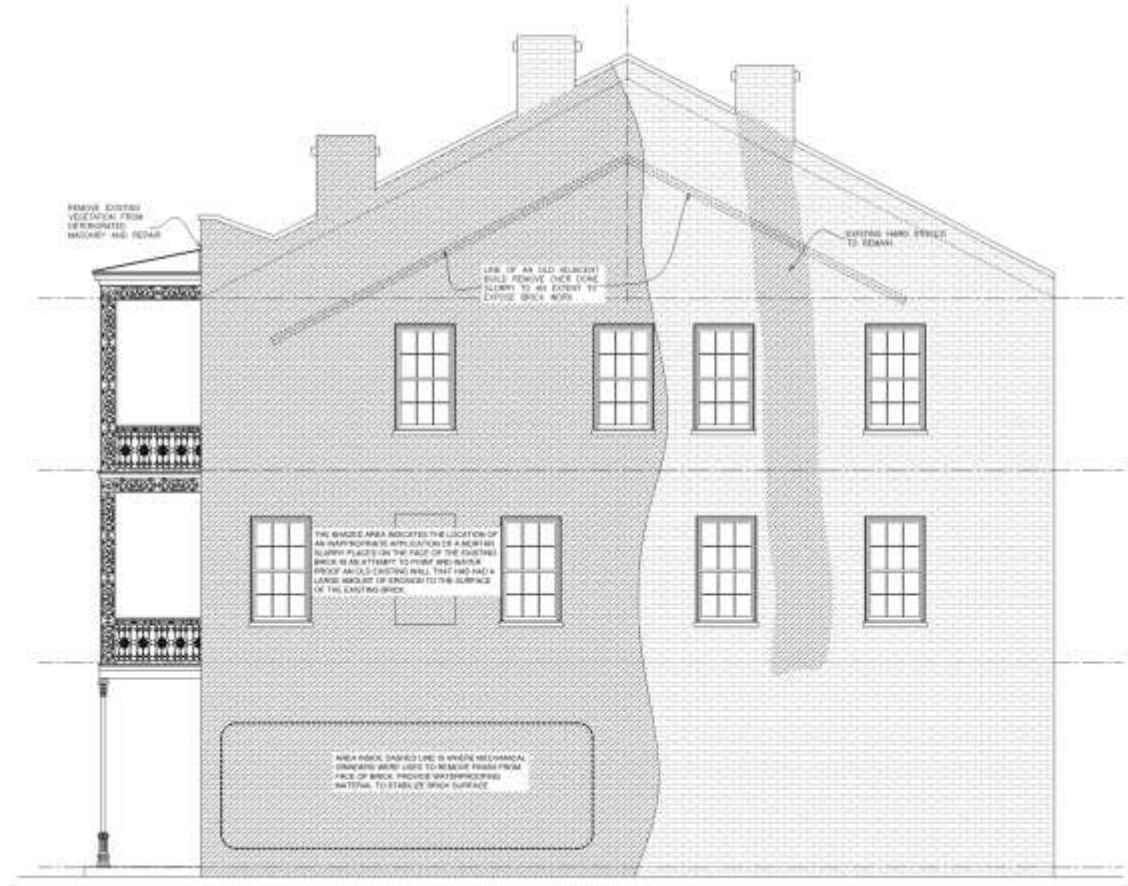 REMOVE EXISTING
VEGETATION FROM
DETERIORATED
MASONRY AND REPAIR
EXISTING HARD STUCCO
TO REMAIN
LINE OF AN OLD ADJACENT
BUILD REMOVE OVER DONE
SLURRY TO AN EXTENT TO
EXPOSE BRICK WORK
THE SHADED AREA INDICATES THE LOCATION OF
AN INAPPROPRIATE APPLICATION OF A MORTAR
SLURRY PLACED ON THE FACE OF THE EXISTING
BRICK IN AN ATTEMPT TO POINT AND WATER
PROOF AN OLD EXISTING WALL THAT HAS HAD A
LARGE AMOUNT OF EROSION TO THE SURFACE
OF THE EXISTING BRICK.
AREA INSIDE DASHED LINE IS WHERE MECHANICAL
GRINDERS WERE USED TO REMOVE FINISH FROM
FACE OF BRICK. PROVIDE WATERPROOFING
MATERIAL TO STABILIZE BRICK SURFACE